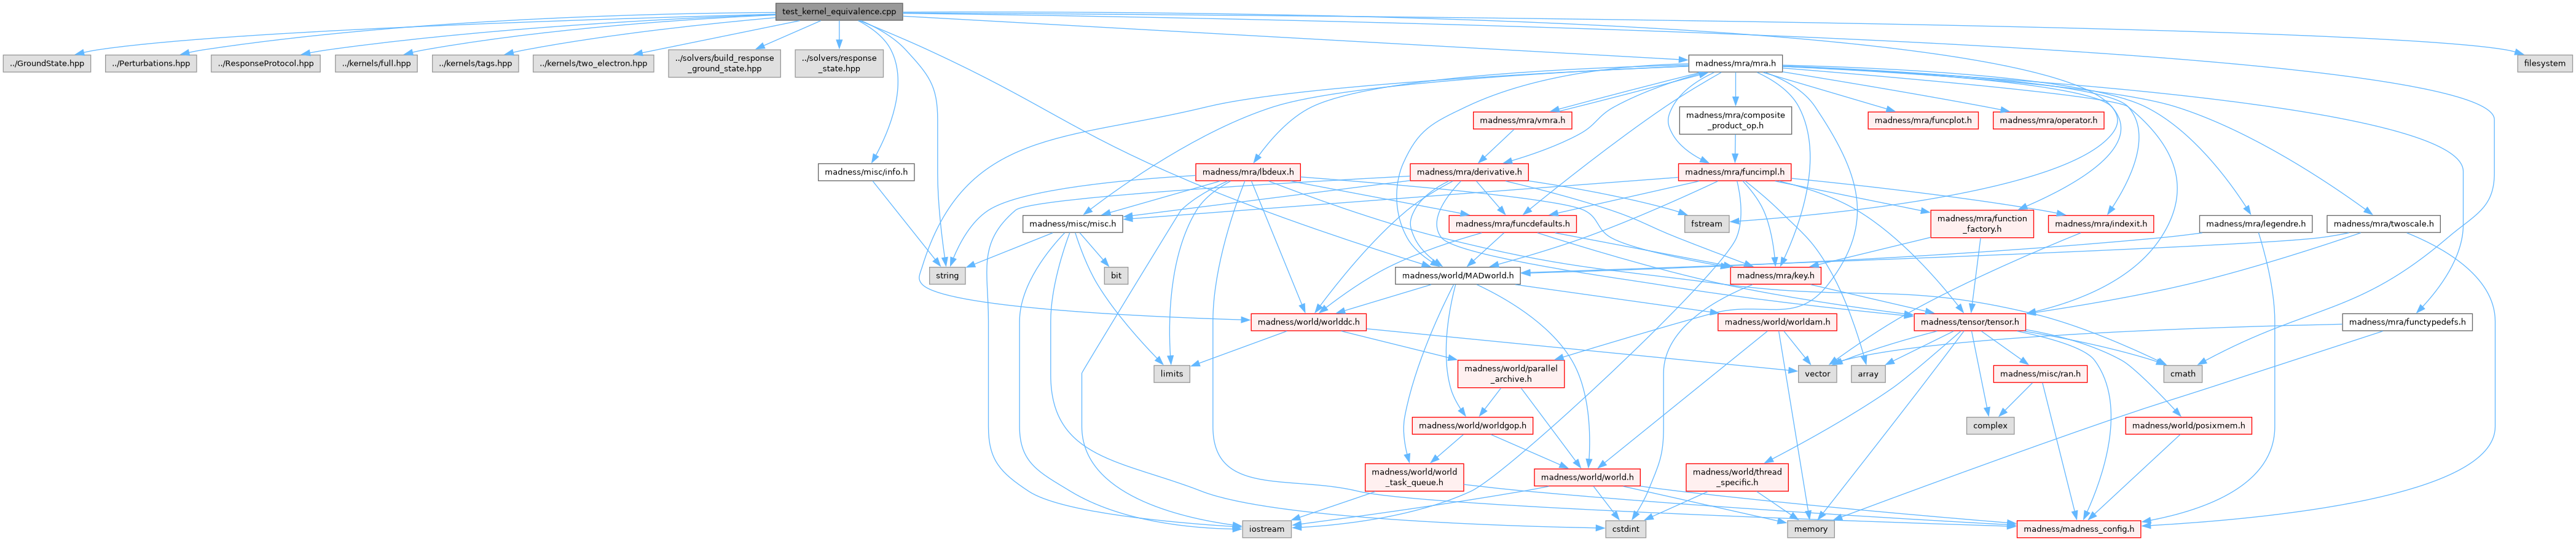 test_kernel_equivalence.cpp
../GroundState.hpp
../Perturbations.hpp
../ResponseProtocol.hpp
../kernels/full.hpp
../kernels/tags.hpp
../kernels/two_electron.hpp
../solvers/build_response
_ground_state.hpp
../solvers/response
_state.hpp
madness/mra/mra.h
filesystem
madness/mra/vmra.h
madness/mra/composite
_product_op.h
madness/mra/funcplot.h
madness/mra/operator.h
madness/misc/info.h
madness/mra/lbdeux.h
madness/mra/derivative.h
madness/mra/funcimpl.h
madness/misc/misc.h
madness/mra/funcdefaults.h
fstream
madness/mra/function
_factory.h
madness/mra/indexit.h
madness/mra/legendre.h
madness/mra/twoscale.h
string
bit
madness/world/MADworld.h
madness/mra/key.h
madness/world/worlddc.h
madness/world/worldam.h
madness/tensor/tensor.h
madness/mra/functypedefs.h
limits
madness/world/parallel
_archive.h
vector
array
madness/misc/ran.h
cmath
madness/world/worldgop.h
complex
madness/world/posixmem.h
madness/world/world
_task_queue.h
madness/world/world.h
madness/world/thread
_specific.h
iostream
cstdint
memory
madness/madness_config.h